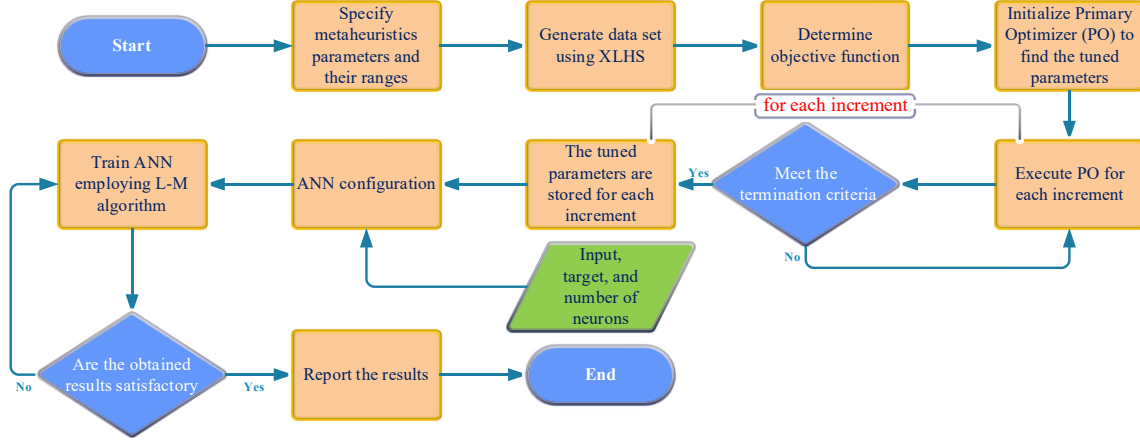 Start
Specify
metaheuristics
parameters and
their ranges
Generate data set
using XLHS
Determine
objective function
Initialize Primary
Optimizer (PO) to
find the tuned
parameters
for each increment
Execute PO for
each increment
Meet the
termination criteria
Yes
No
The tuned
parameters are
stored for each
increment
ANN configuration
Input,
target, and
number of
neurons
Train ANN
employing L-M
algorithm
Are the obtained
results satisfactory
No
Yes
Report the results
End